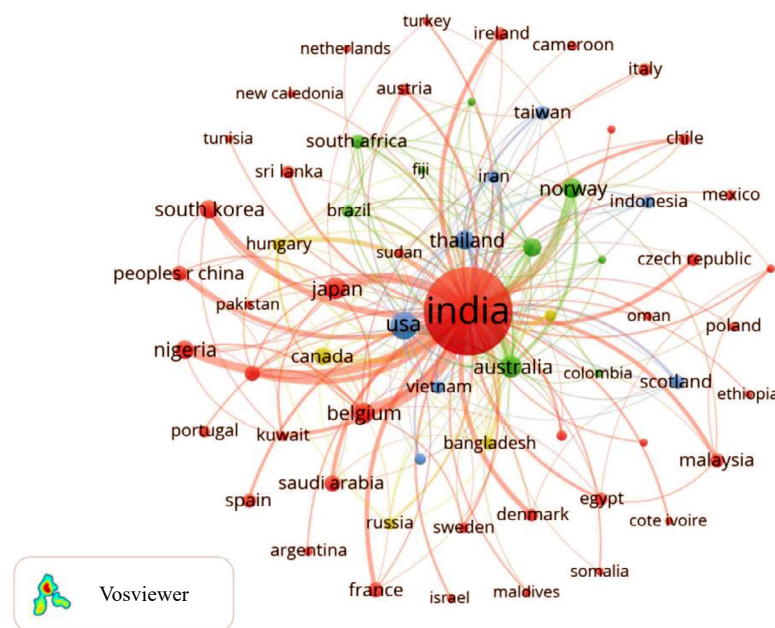 turkey
ireland
cameroon
netherlands
italy
new caledonia
austria
taiwan
tunisia
south africa
chile
sri lanka
fiji
iran
norway
south korea
brazil
indonesia
mexico
hungary
sudan
thailand
czech republic
peoples r china
japan
pakistan
india
oman
usa
poland
nigeria
canada
australia
colombia
scotland
vietnam
ethiopia
belgium
portugal
kuwait
bangladesh
malaysia
saudi arabia
spain
egypt
russia
sweden
denmark
cote ivoire
argentina
somalia
france
israel
maldives
Vosviewer